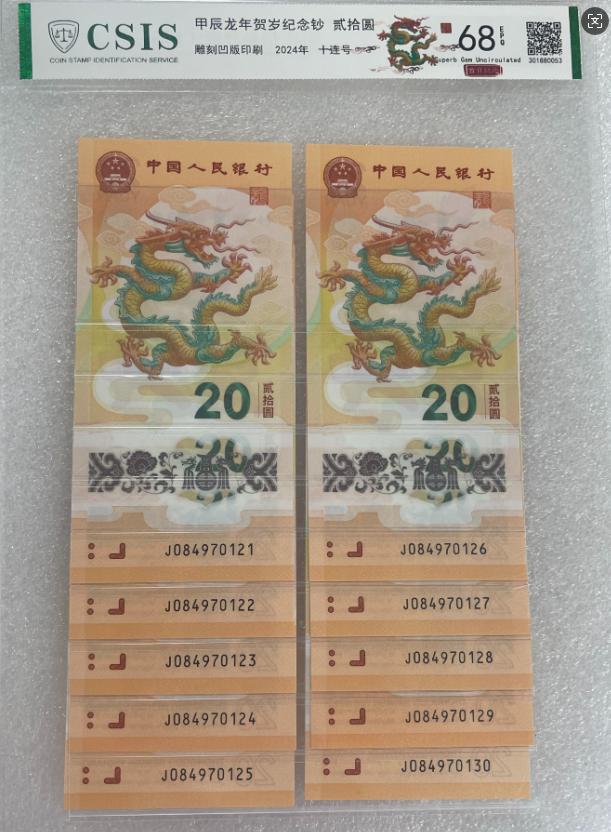 CSIS
COIN STAMP IDENTIFICATION SERVICE
甲辰龙年贺岁纪念钞 贰拾圆
雕刻凹版印刷 2024年 十连号
68
EPQ
Superb Gem Uncirculated
301680053
中国人民银行
20
贰拾圆
J084970121
J084970122
J084970123
J084970124
J084970125
中国人民银行
20
贰拾圆
J084970126
J084970127
J084970128
J084970129
J084970130